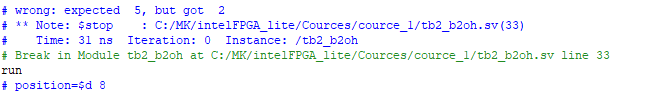 # wrong: expected  5, but got  2
# ** Note: $stop    : C:/MK/intelFPGA_lite/Cources/cource_1/tb2_b2oh.sv(33)
#    Time: 31 ns  Iteration: 0  Instance: /tb2_b2oh
# Break in Module tb2_b2oh at C:/MK/intelFPGA_lite/Cources/cource_1/tb2_b2oh.sv line 33
run
# position=$d 8